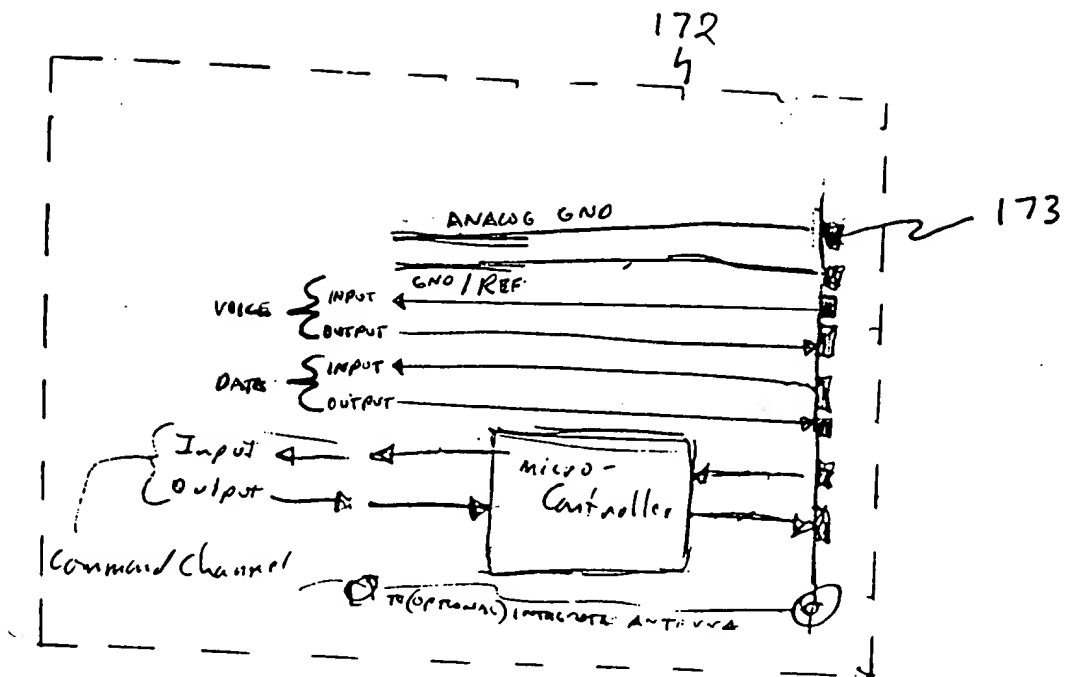 172
173
ANALOG GND
GND / REF
VOICE
INPUT
OUTPUT
DATA
INPUT
OUTPUT
Input
Output
Micro-
Controller
Command Channel
TO (OPTIONAL) INTEGRATE ANTENNA